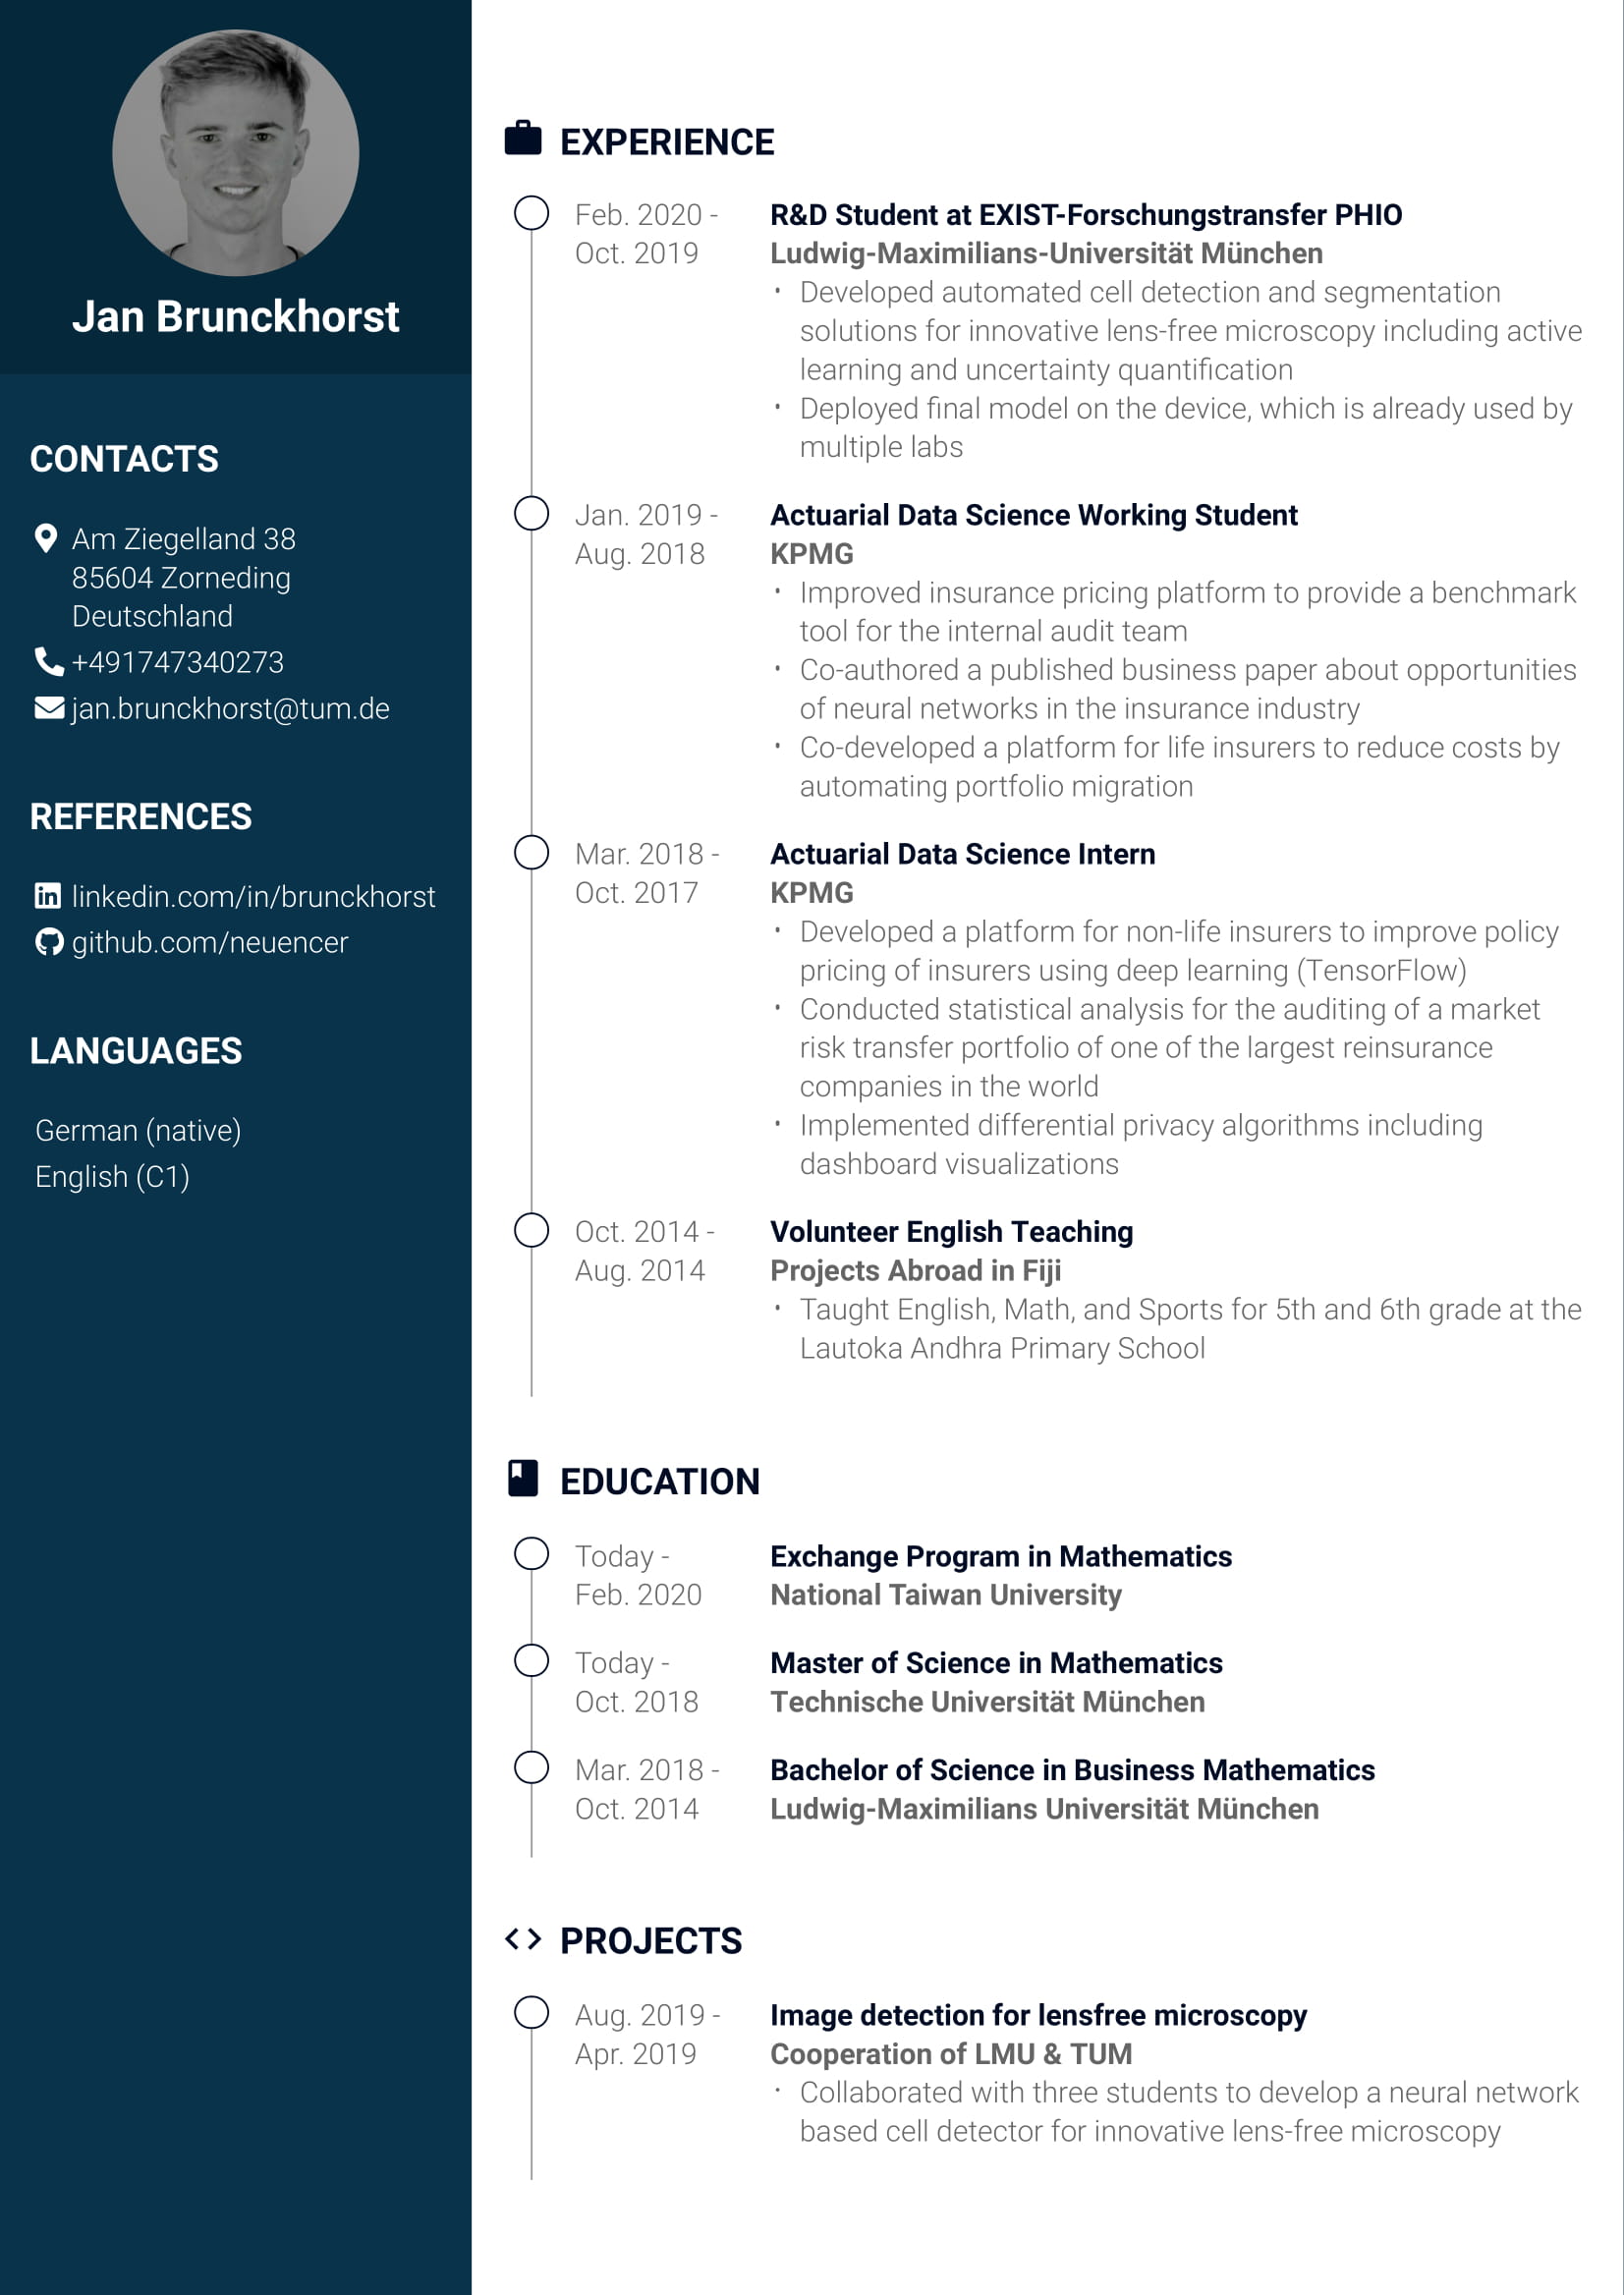 Jan Brunckhorst
CONTACTS
Am Ziegelland 38
85604 Zorneding
Deutschland
+491747340273
jan.brunckhorst@tum.de
REFERENCES
linkedin.com/in/brunckhorst
github.com/neuencer
LANGUAGES
German (native)
English (C1)
EXPERIENCE
Feb. 2020 - R&D Student at EXIST-Forschungstransfer PHIO
Oct. 2019 Ludwig-Maximilians-Universität München
· Developed automated cell detection and segmentation
solutions for innovative lens-free microscopy including active
learning and uncertainty quantification
· Deployed final model on the device, which is already used by
multiple labs
Jan. 2019 - Actuarial Data Science Working Student
Aug. 2018 KPMG
· Improved insurance pricing platform to provide a benchmark
tool for the internal audit team
· Co-authored a published business paper about opportunities
of neural networks in the insurance industry
· Co-developed a platform for life insurers to reduce costs by
automating portfolio migration
Mar. 2018 - Actuarial Data Science Intern
Oct. 2017 KPMG
· Developed a platform for non-life insurers to improve policy
pricing of insurers using deep learning (TensorFlow)
· Conducted statistical analysis for the auditing of a market
risk transfer portfolio of one of the largest reinsurance
companies in the world
· Implemented differential privacy algorithms including
dashboard visualizations
Oct. 2014 - Volunteer English Teaching
Aug. 2014 Projects Abroad in Fiji
· Taught English, Math, and Sports for 5th and 6th grade at the
Lautoka Andhra Primary School
EDUCATION
Today - Exchange Program in Mathematics
Feb. 2020 National Taiwan University
Today - Master of Science in Mathematics
Oct. 2018 Technische Universität München
Mar. 2018 - Bachelor of Science in Business Mathematics
Oct. 2014 Ludwig-Maximilians Universität München
PROJECTS
Aug. 2019 - Image detection for lensfree microscopy
Apr. 2019 Cooperation of LMU & TUM
· Collaborated with three students to develop a neural network
based cell detector for innovative lens-free microscopy